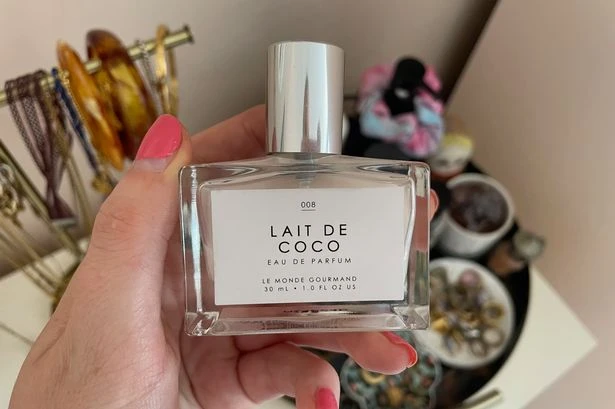 008
LAIT DE
COCO
EAU DE PARFUM
LE MONDE GOURMAND
30 mL • 1.0 FL OZ US